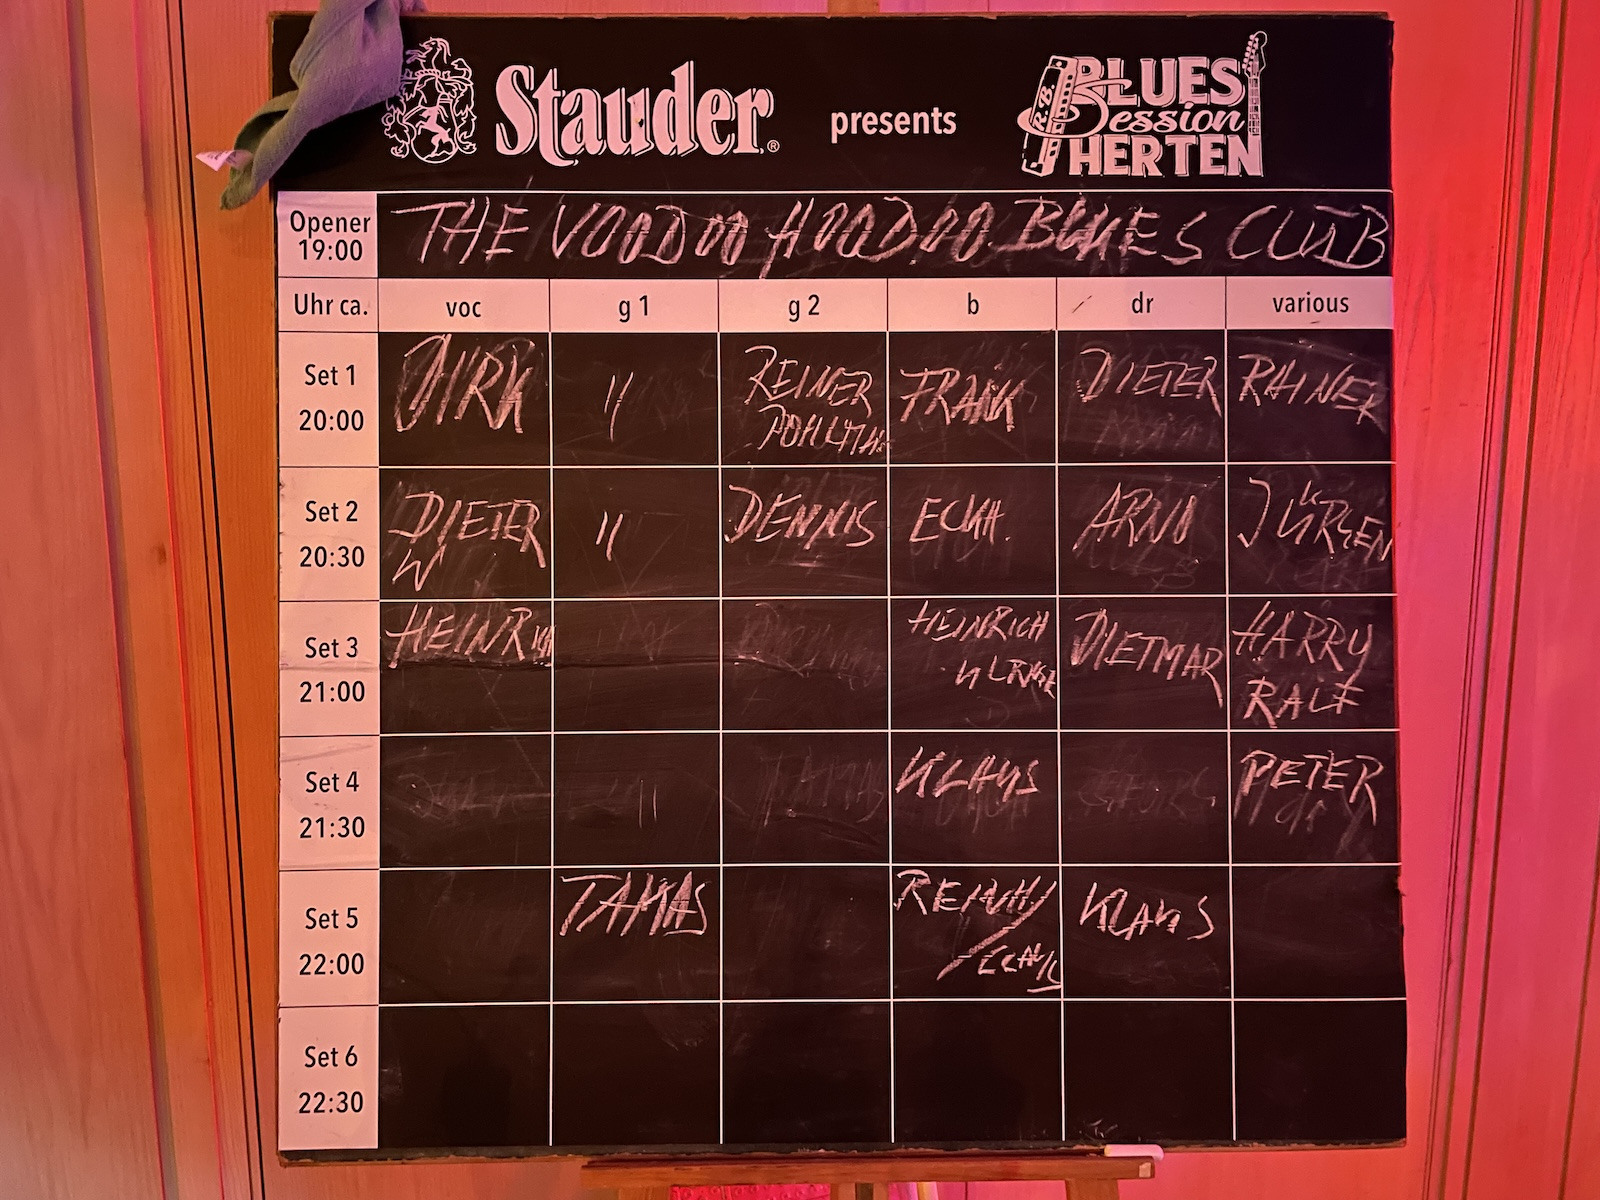 Stauder®
presents
R.B. BLUES
Session
HERTEN
Opener
19:00
THE VOODOO HOODOO BLUES CLUB
Uhr ca.
voc
g 1
g 2
b
dr
various
Set 1
20:00
DIRK
"
REINER
FRANK
DIETER
RAINER
Set 2
20:30
DIETER
W
"
DENNIS
ECKH.
ARNO
JÜRGEN
Set 3
21:00
HEINRICH
HEINRICH
DIETMAR
HARRY
RALF
Set 4
21:30
KLAUS
PETER
Set 5
22:00
TAMAS
KLAUS
Set 6
22:30